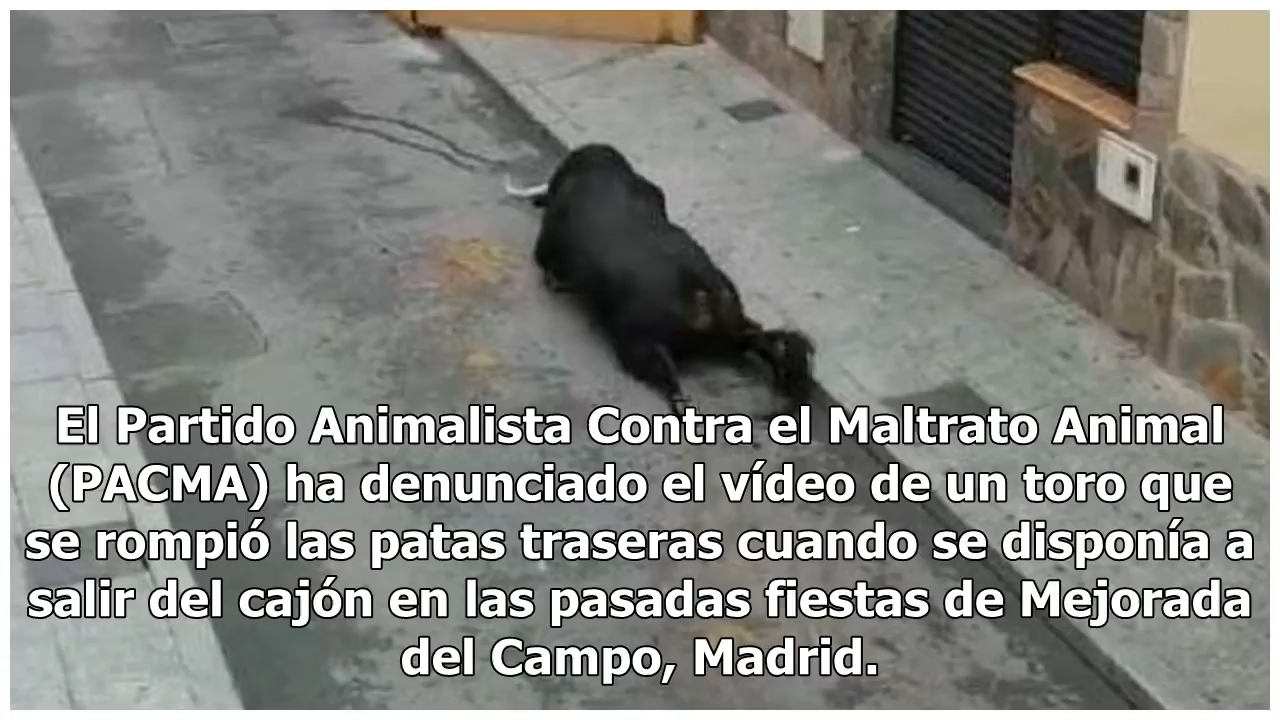 El Partido Animalista Contra el Maltrato Animal
(PACMA) ha denunciado el vídeo de un toro que
se rompió las patas traseras cuando se disponía a
salir del cajón en las pasadas fiestas de Mejorada
del Campo, Madrid.